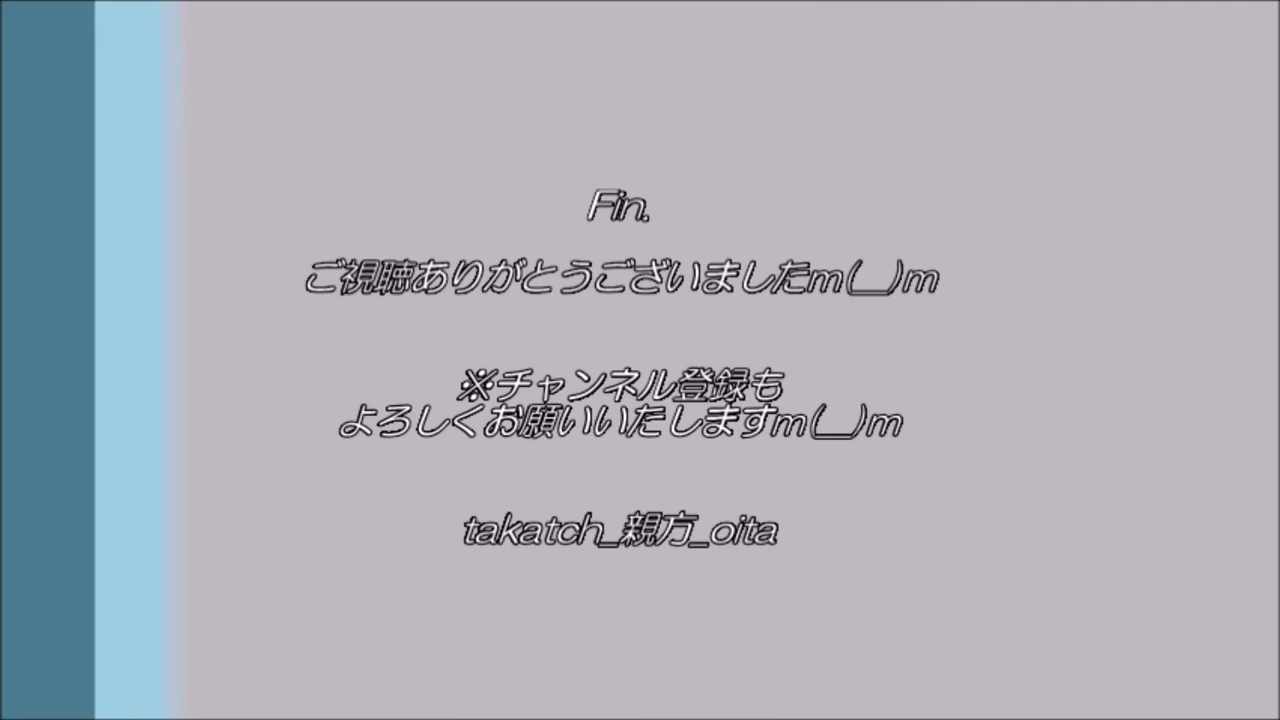 Fin.
ご視聴ありがとうございましたm(__)m
※チャンネル登録も
よろしくお願いいたしますm(__)m
takatch_親方_oita